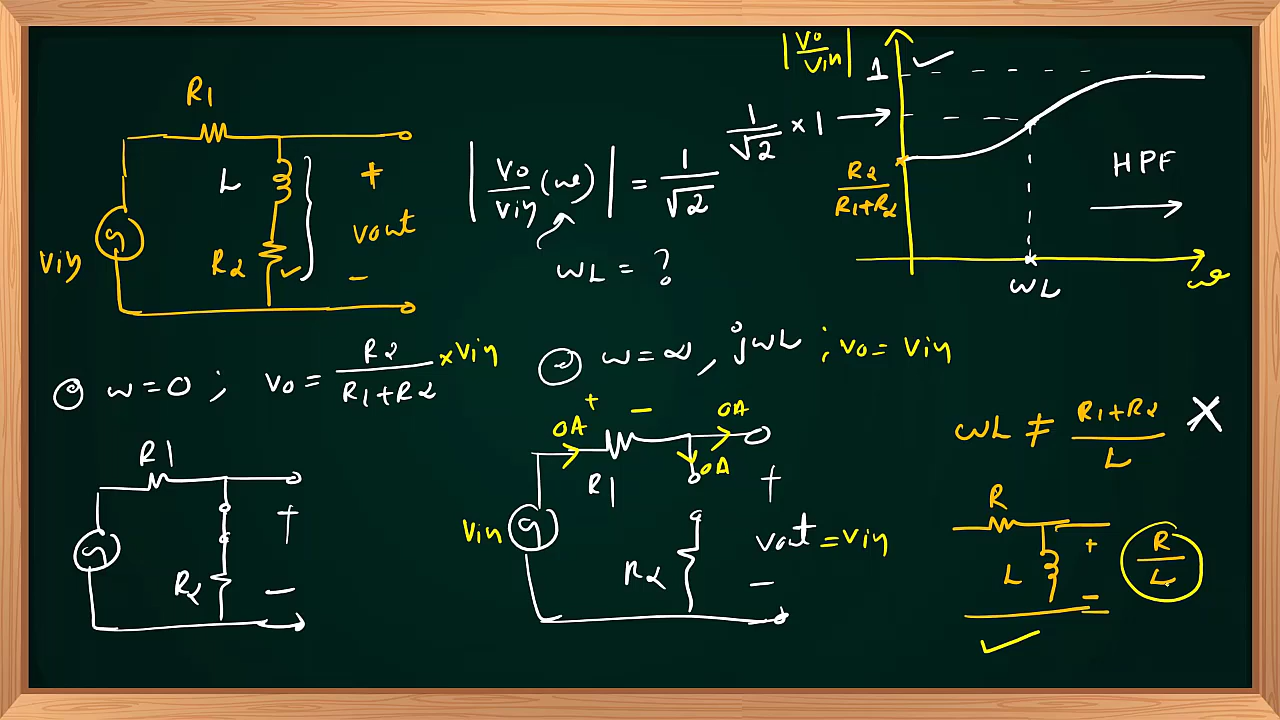 R1
L
R2
Vin
+
Vout
-
|Vo/Vin (ω)| = 1/√2
ωL = ?
|Vo/Vin|
1
1/√2 × 1
R2/(R1+R2)
HPF
ωL
ω
ω = 0 ; Vo = R2/(R1+R2) × Vin
ω = ∞ , jωL ; Vo = Vin
R1
R2
+
-
0A
+
-
0A
0A
R1
Vin
R2
+
Vout = Vin
-
ωL ≠ (R1+R2)/L X
R
L
+
-
R/L